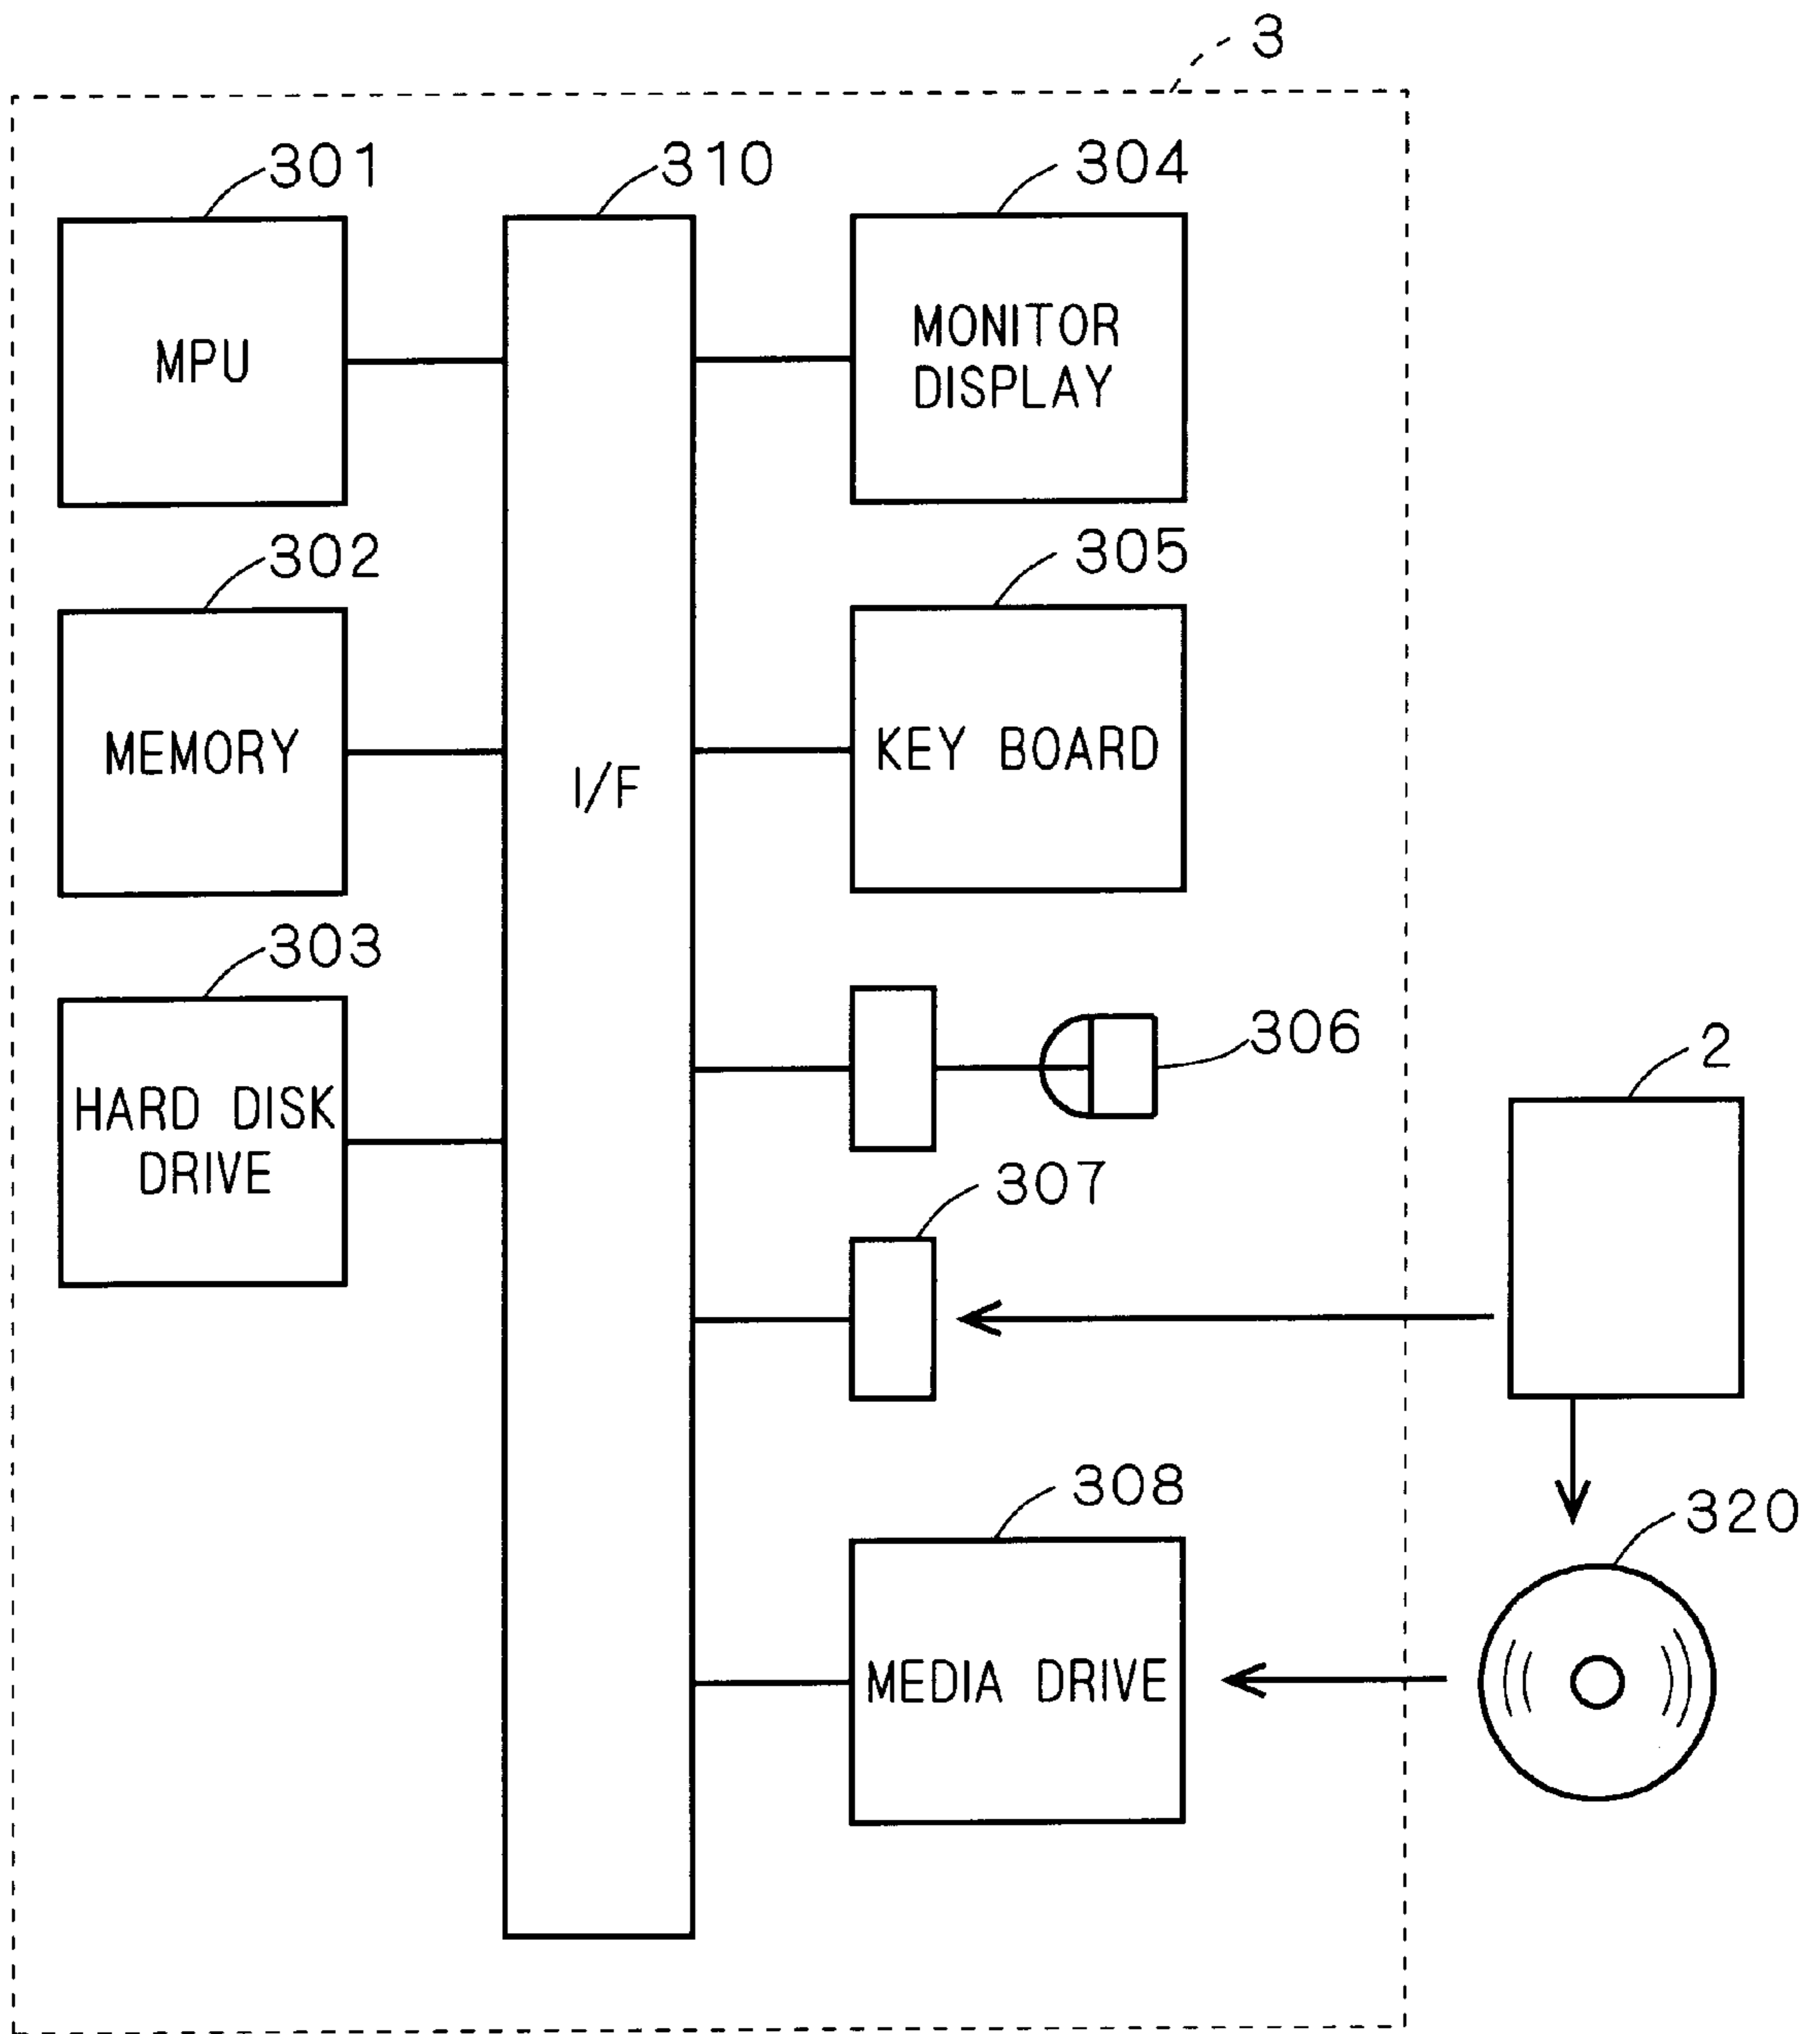 3
301
310
304
MPU
MONITOR
DISPLAY
302
305
MEMORY
I/F
KEY BOARD
303
306
HARD DISK
DRIVE
2
307
308
320
MEDIA DRIVE